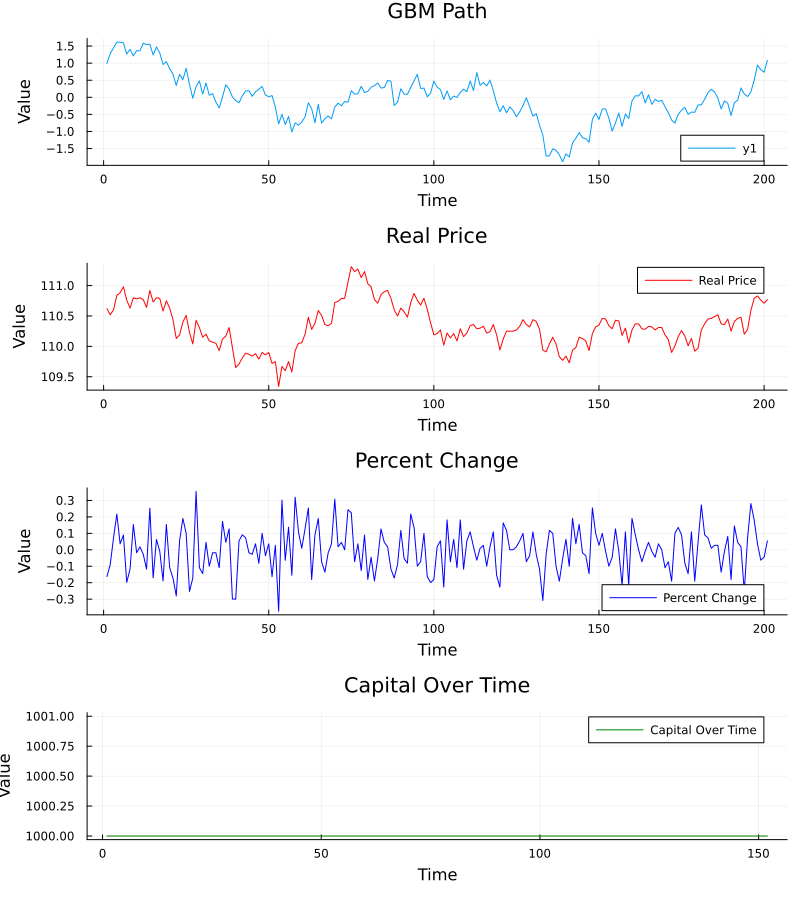 GBM Path
Value
1.5
1.0
0.5
0.0
−0.5
−1.0
−1.5
y1
0 50 100 150 200
Time
Real Price
Value
111.0
110.5
110.0
109.5
Real Price
0 50 100 150 200
Time
Percent Change
Value
0.3
0.2
0.1
0.0
−0.1
−0.2
−0.3
Percent Change
0 50 100 150 200
Time
Capital Over Time
Value
1001.00
1000.75
1000.50
1000.25
1000.00
Capital Over Time
0 50 100 150
Time